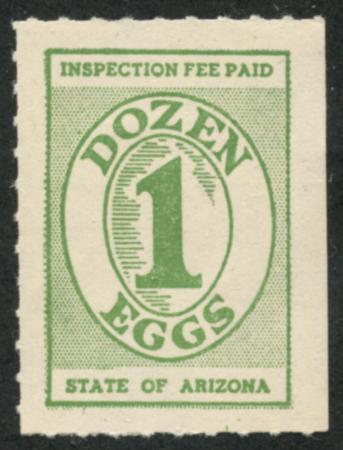 INSPECTION FEE PAID
DOZEN
1
EGGS
STATE OF ARIZONA